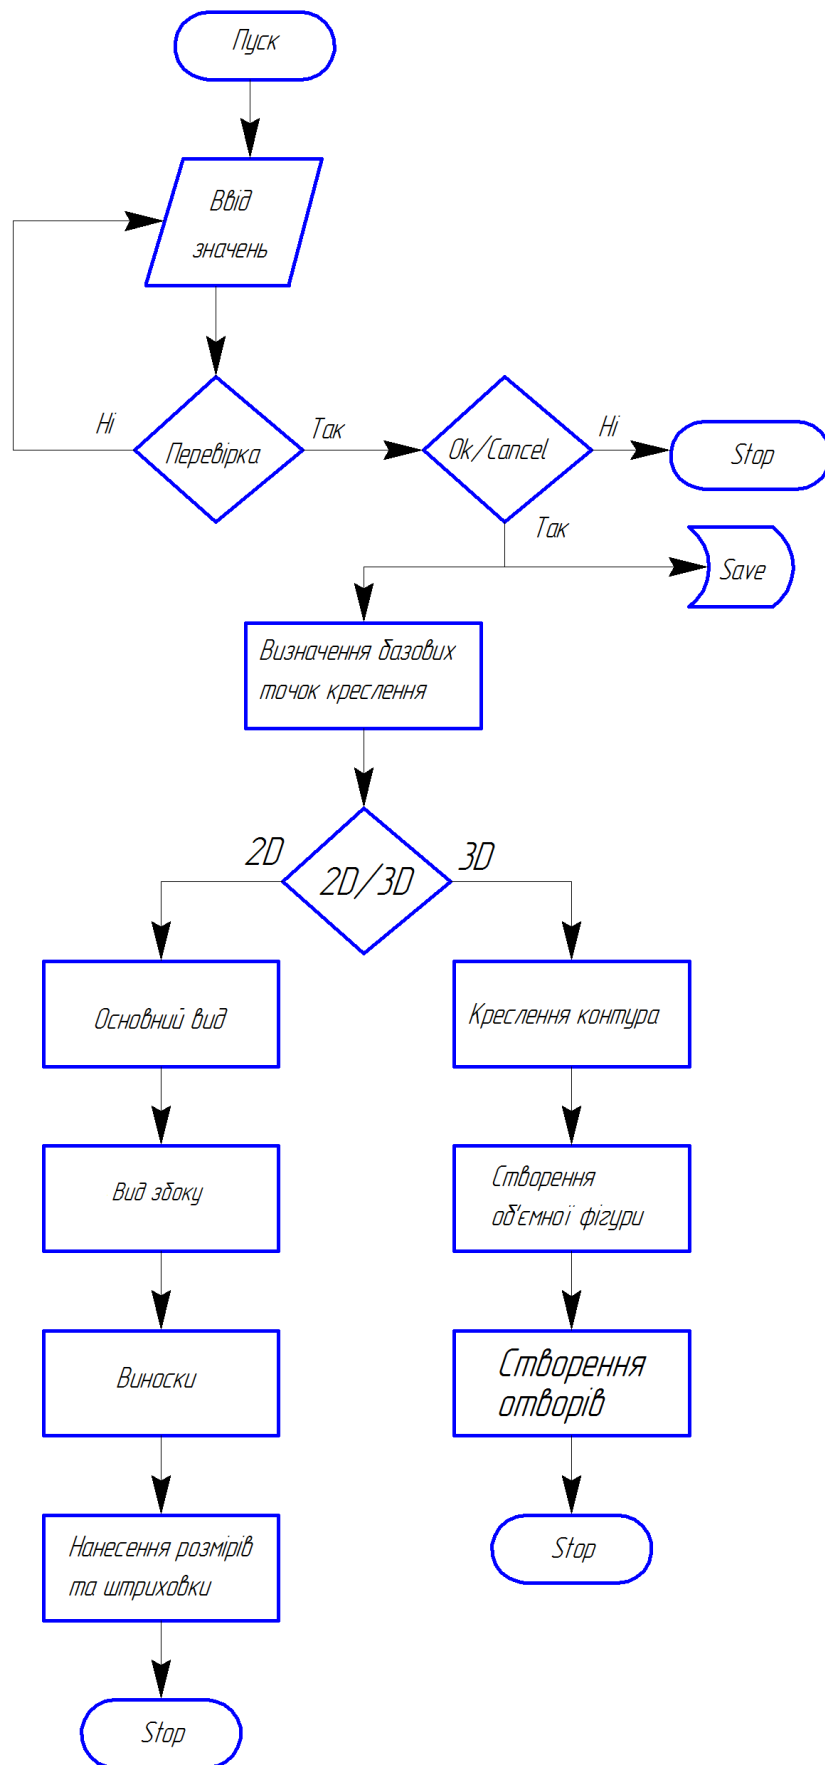 Пуск
Ввід
значень
Ні
Перевірка
Так
Ok/Cancel
Ні
Stop
Так
Save
Визначення базових
точок креслення
2D
2D/3D
3D
Основний вид
Креслення контура
Вид збоку
Створення
об'ємної фігури
Виноски
Створення
отворів
Нанесення розмірів
та штриховки
Stop
Stop